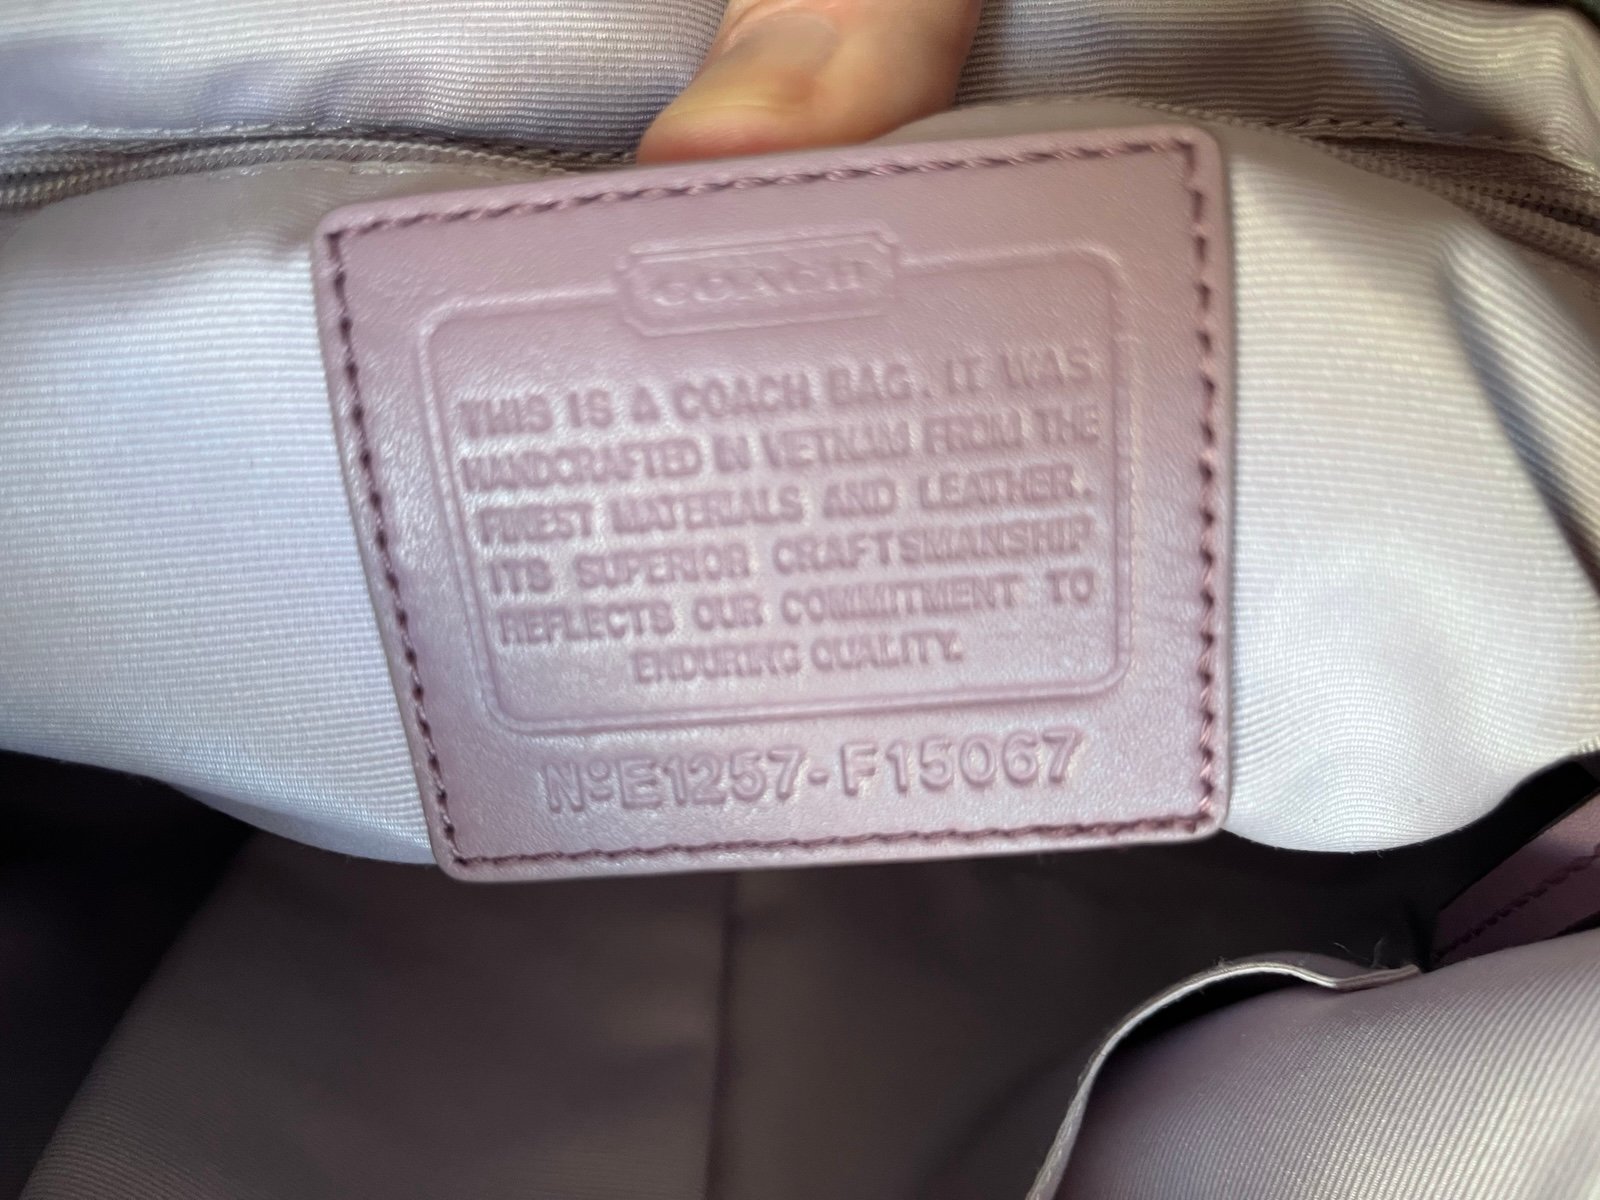 COACH
THIS IS A COACH BAG. IT WAS
HANDCRAFTED IN VIETNAM FROM THE
FINEST MATERIALS AND LEATHER.
ITS SUPERIOR CRAFTSMANSHIP
REFLECTS OUR COMMITMENT TO
ENDURING QUALITY.
NºE1257-F15067